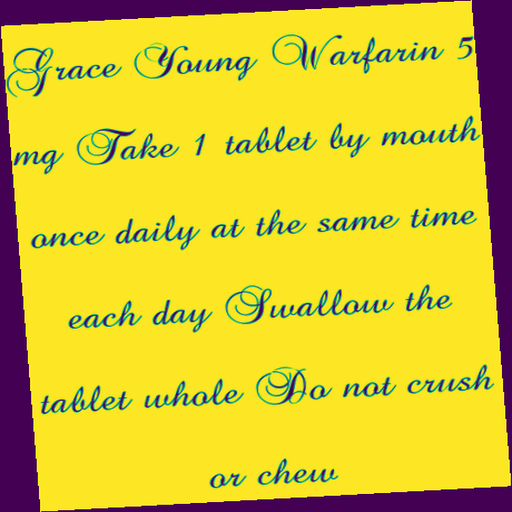 Grace Young Warfarin 5
mg Take 1 tablet by mouth
once daily at the same time
each day Swallow the
tablet whole Do not crush
or chew